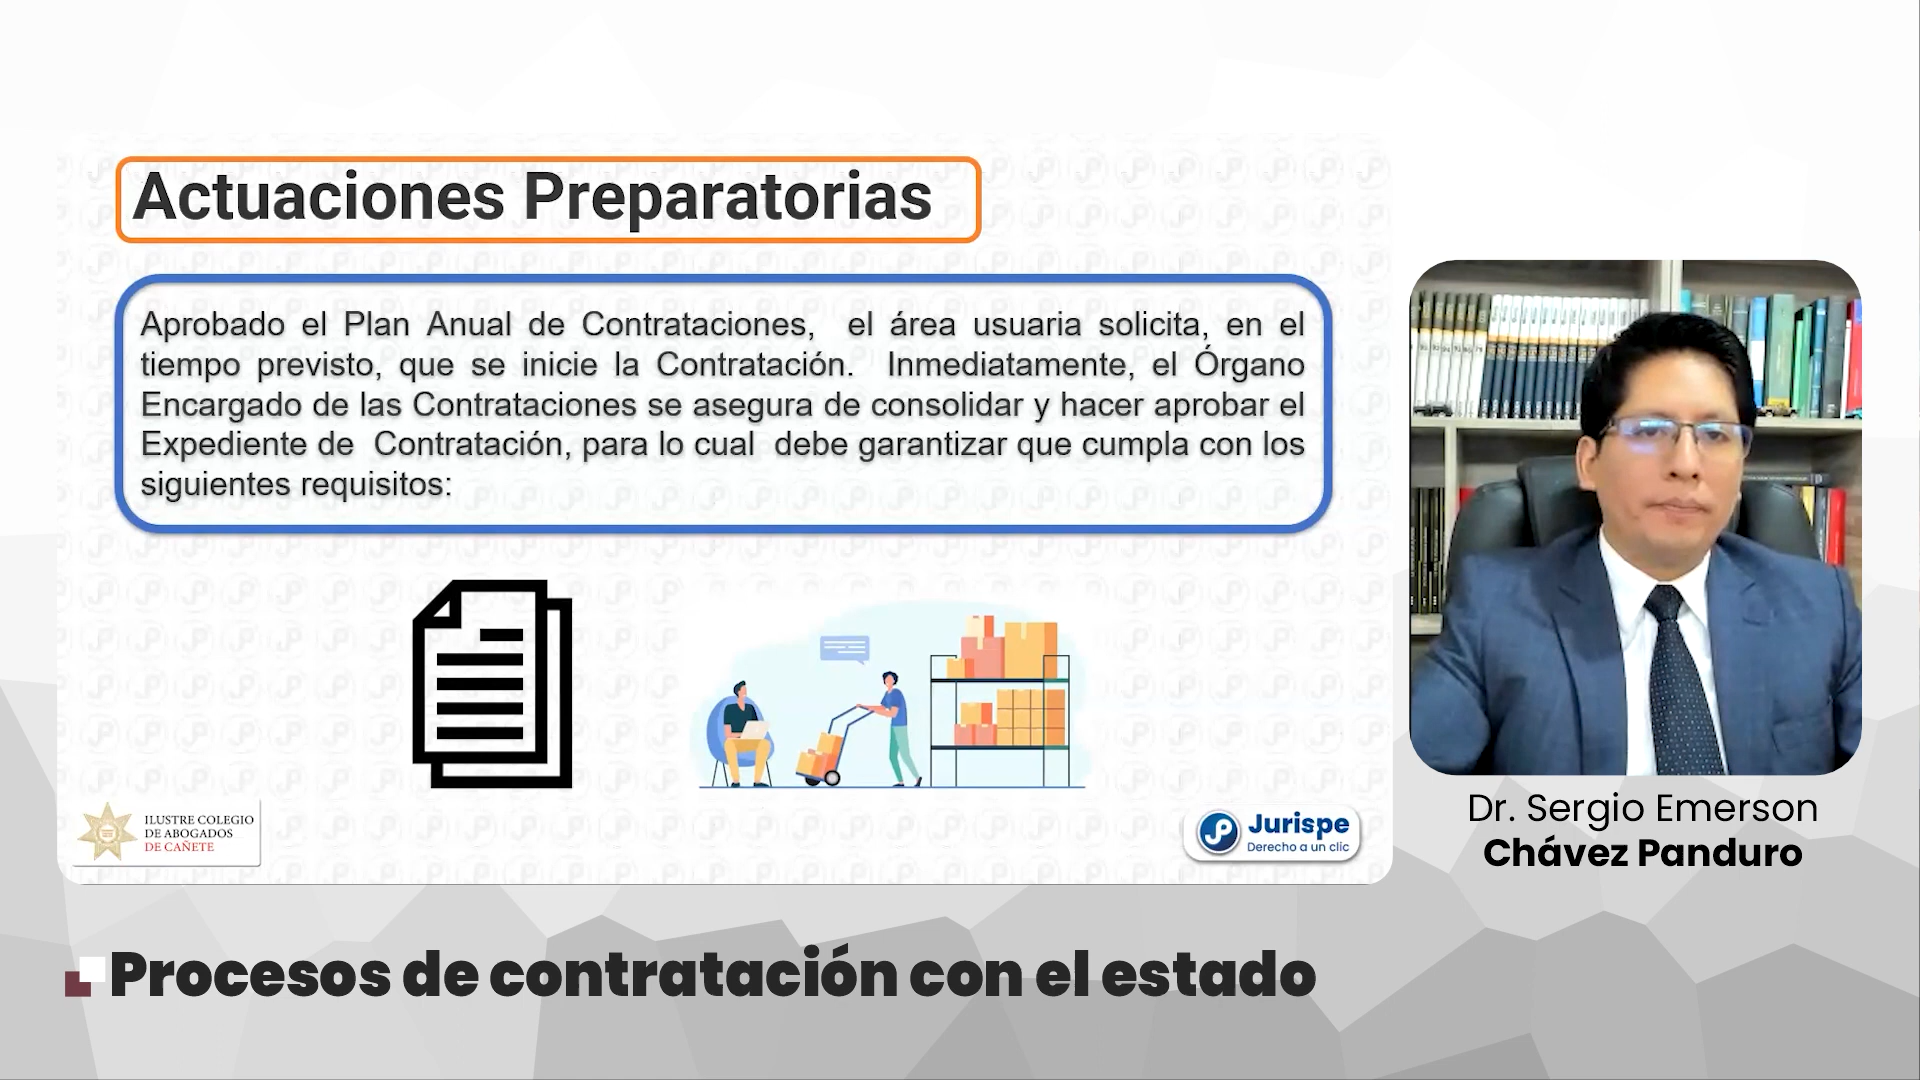 Actuaciones Preparatorias
Aprobado el Plan Anual de Contrataciones, el área usuaria solicita, en el
tiempo previsto, que se inicie la Contratación. Inmediatamente, el Órgano
Encargado de las Contrataciones se asegura de consolidar y hacer aprobar el
Expediente de Contratación, para lo cual debe garantizar que cumpla con los
siguientes requisitos:
ILUSTRE COLEGIO
DE ABOGADOS
DE CAÑETE
Jurispe
Derecho a un clic
Dr. Sergio Emerson
Chávez Panduro
Procesos de contratación con el estado